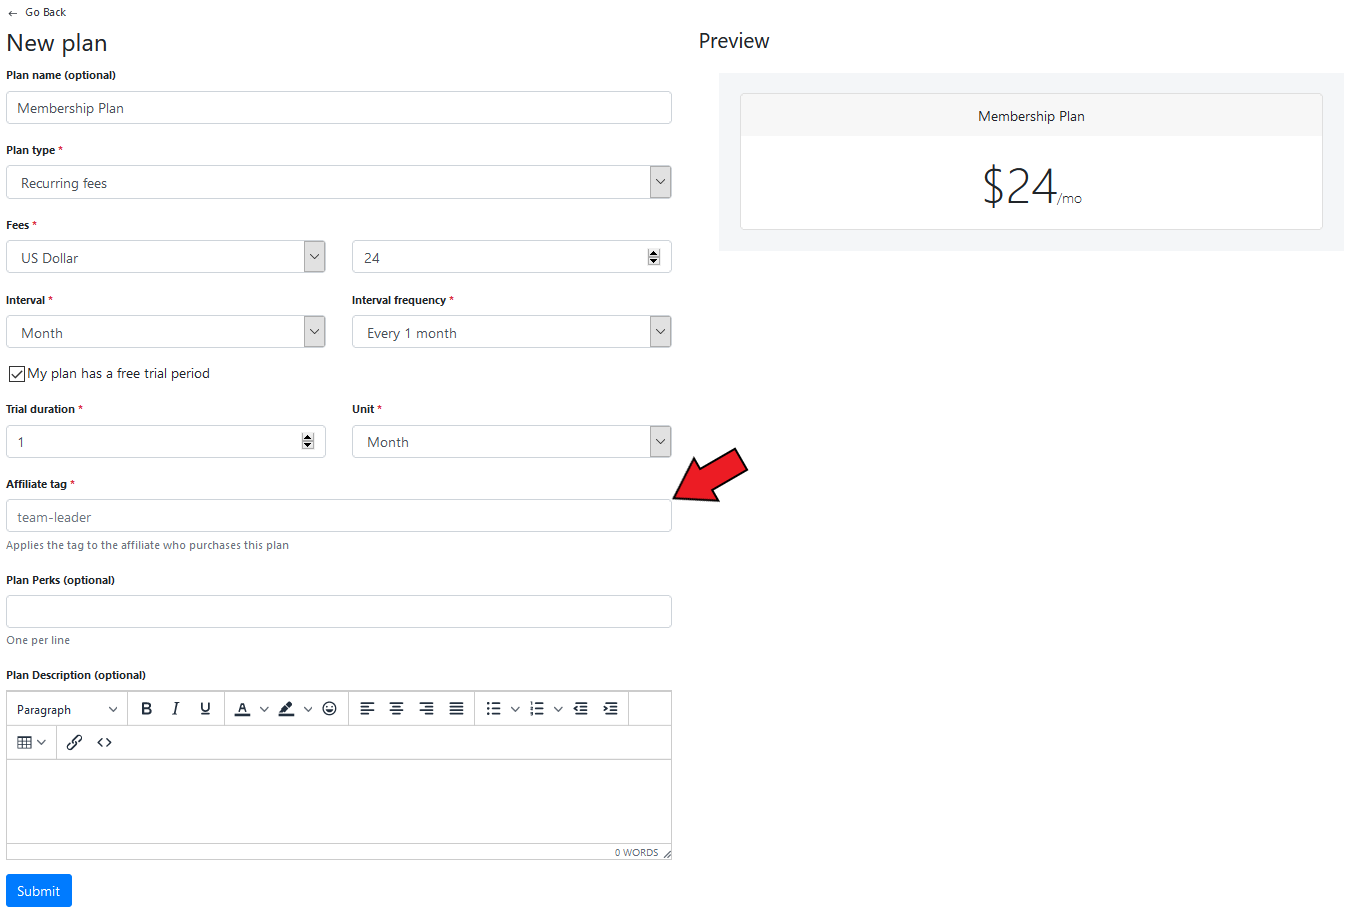 ← Go Back
New plan
Plan name (optional)
Membership Plan
Plan type *
Recurring fees
Fees *
US Dollar
24
Interval *
Interval frequency *
Month
Every 1 month
My plan has a free trial period
Trial duration *
Unit *
1
Month
Affiliate tag *
team-leader
Applies the tag to the affiliate who purchases this plan
Plan Perks (optional)
One per line
Plan Description (optional)
Paragraph B I U A
0 WORDS
Submit
Preview
Membership Plan
$24/mo